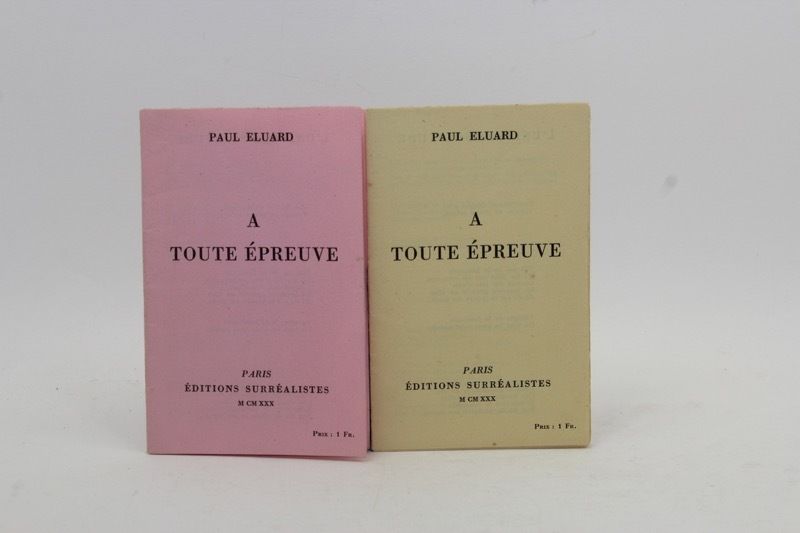 PAUL ELUARD
A
TOUTE ÉPREUVE
PARIS
ÉDITIONS SURRÉALISTES
M CM XXX
PRIX : 1 FR.
PAUL ELUARD
A
TOUTE ÉPREUVE
PARIS
ÉDITIONS SURRÉALISTES
M CM XXX
PRIX : 1 FR.